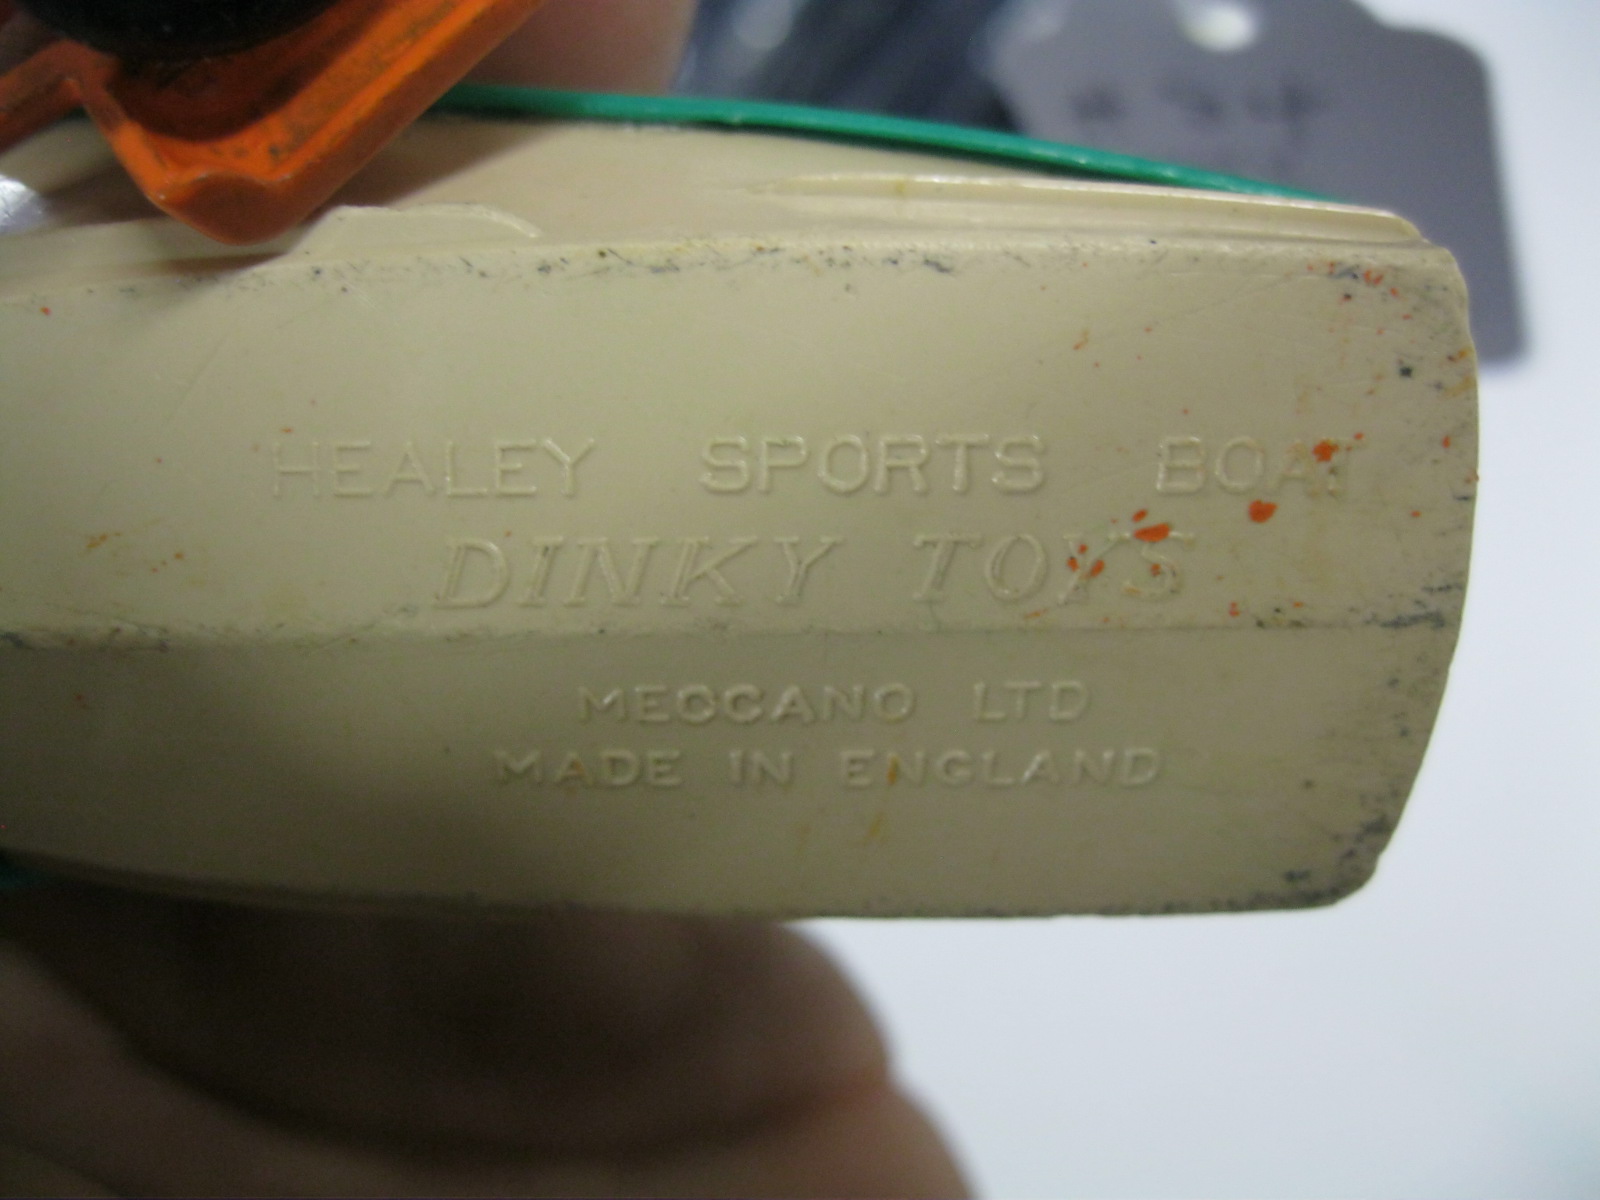 HEALEY SPORTS BOAT
DINKY TOYS
MECCANO LTD
MADE IN ENGLAND